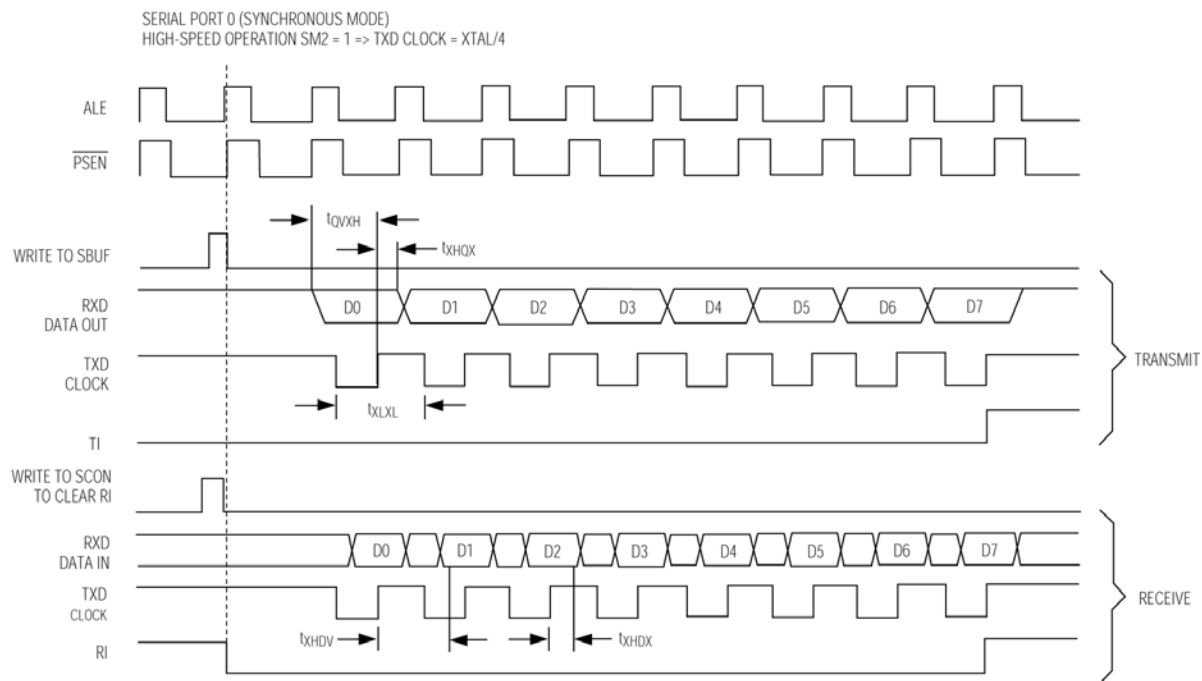 SERIAL PORT 0 (SYNCHRONOUS MODE)
HIGH-SPEED OPERATION SM2 = 1 => TXD CLOCK = XTAL/4
ALE
PSEN
tQVXH
tXHQX
WRITE TO SBUF
RXD
DATA OUT
D0 D1 D2 D3 D4 D5 D6 D7
TXD
CLOCK
TRANSMIT
tXLXL
TI
WRITE TO SCON
TO CLEAR RI
RXD
DATA IN
D0 D1 D2 D3 D4 D5 D6 D7
TXD
CLOCK
RECEIVE
tXHDV
tXHDX
RI